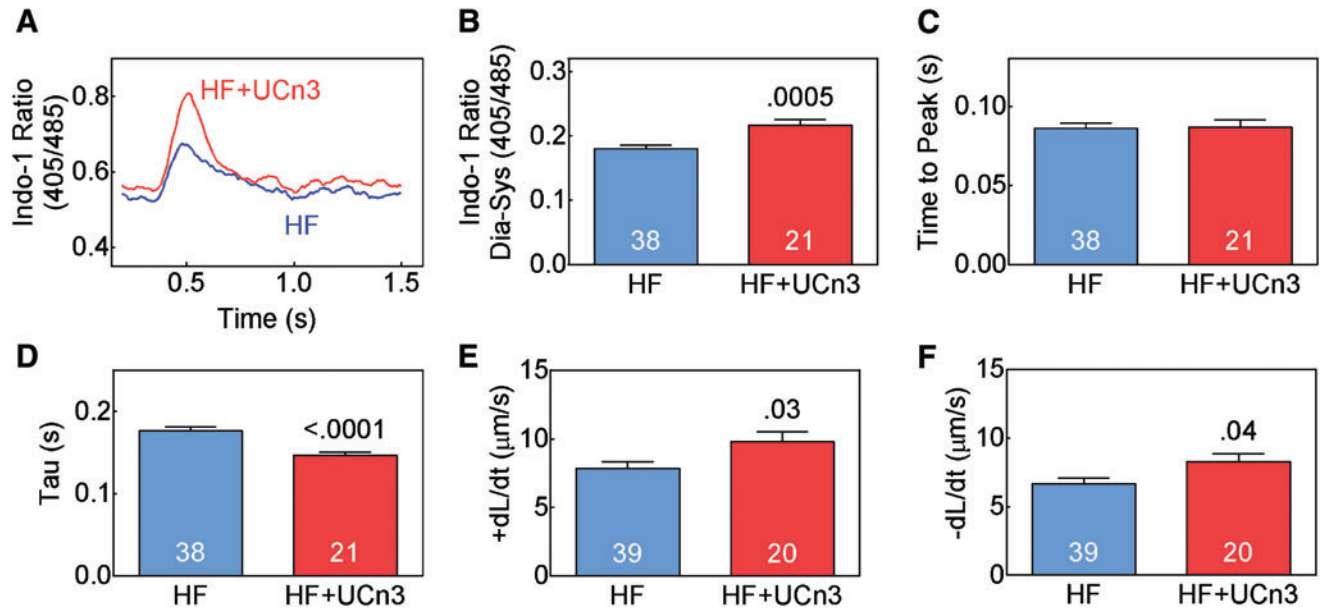 A
Indo-1 Ratio
(405/485)
0.8
0.6
0.4
HF+UCn3
HF
0.5
1.0
1.5
Time (s)
B
Indo-1 Ratio
Dia-Sys (405/485)
0.3
0.2
0.1
0.0
.0005
38
21
HF
HF+UCn3
C
Time to Peak (s)
0.10
0.05
0.00
38
21
HF
HF+UCn3
D
Tau (s)
0.2
0.1
0.0
<.0001
38
21
HF
HF+UCn3
E
+dL/dt (μm/s)
15
10
5
0
.03
39
20
HF
HF+UCn3
F
-dL/dt (μm/s)
15
10
5
0
.04
39
20
HF
HF+UCn3